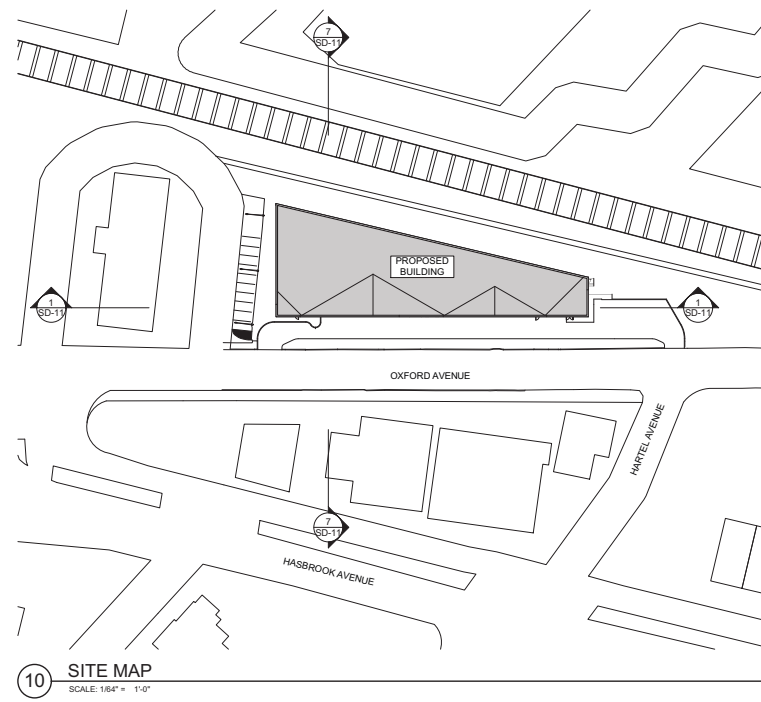 7
SD-11
PROPOSED
BUILDING
1
SD-11
1
SD-11
OXFORD AVENUE
HARTEL AVENUE
7
SD-11
HASBROOK AVENUE
10
SITE MAP
SCALE: 1/64" = 1'-0"